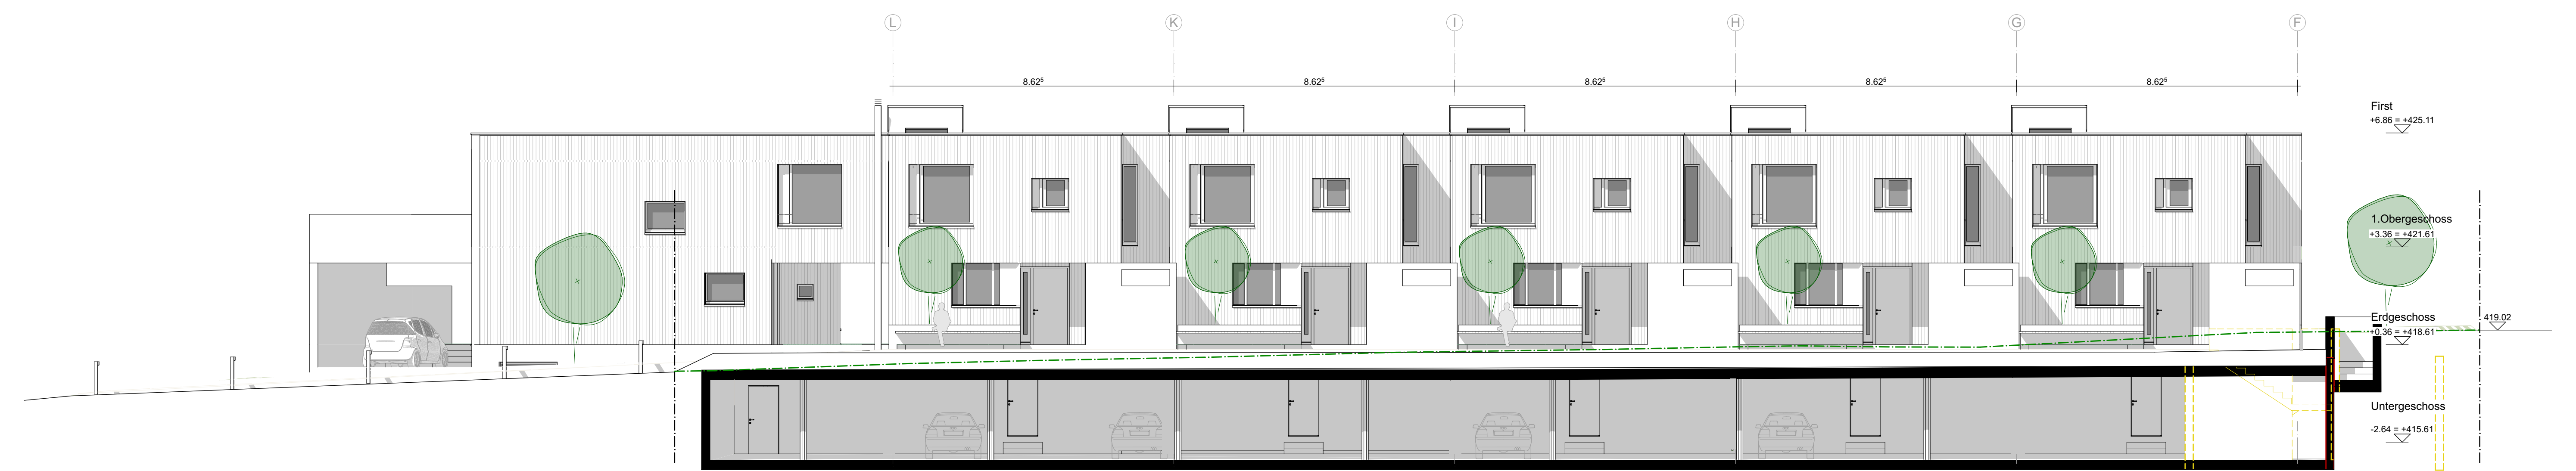 L K I H G F
8.62⁵ 8.62⁵ 8.62⁵ 8.62⁵ 8.62⁵
First
+6.86 = +425.11
1.Obergeschoss
+3.36 = +421.61
Erdgeschoss
419.02
+0.36 = +418.61
Untergeschoss
-2.64 = +415.61